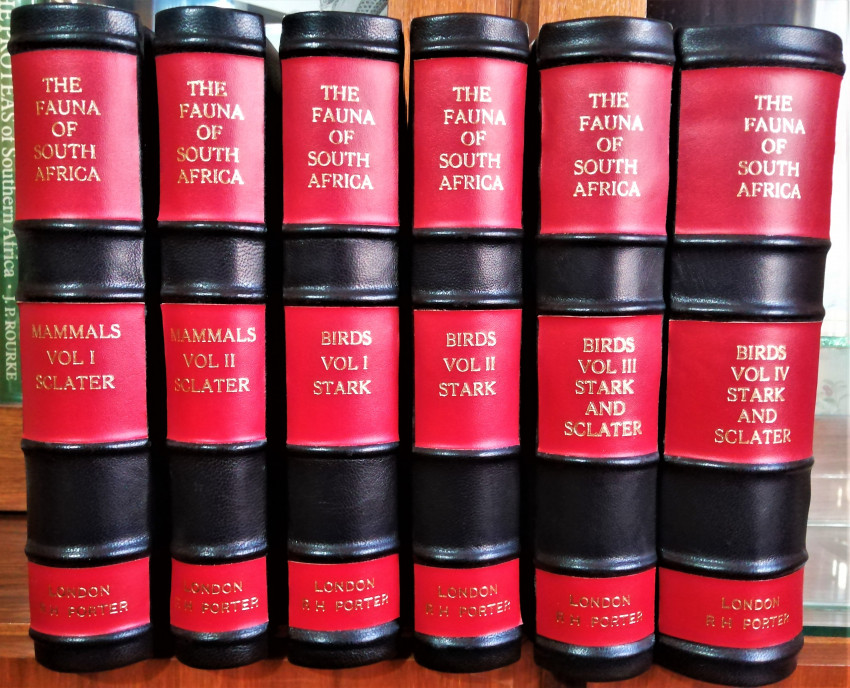 THE PROTEAS of Southern Africa · J.P. ROURKE
THE
FAUNA
OF
SOUTH
AFRICA
MAMMALS
VOL I
SCLATER
LONDON
R H PORTER
THE
FAUNA
OF
SOUTH
AFRICA
MAMMALS
VOL II
SCLATER
LONDON
R H PORTER
THE
FAUNA
OF
SOUTH
AFRICA
BIRDS
VOL I
STARK
LONDON
R H PORTER
THE
FAUNA
OF
SOUTH
AFRICA
BIRDS
VOL II
STARK
LONDON
R H PORTER
THE
FAUNA
OF
SOUTH
AFRICA
BIRDS
VOL III
STARK
AND
SCLATER
LONDON
R H PORTER
THE
FAUNA
OF
SOUTH
AFRICA
BIRDS
VOL IV
STARK
AND
SCLATER
LONDON
R H PORTER